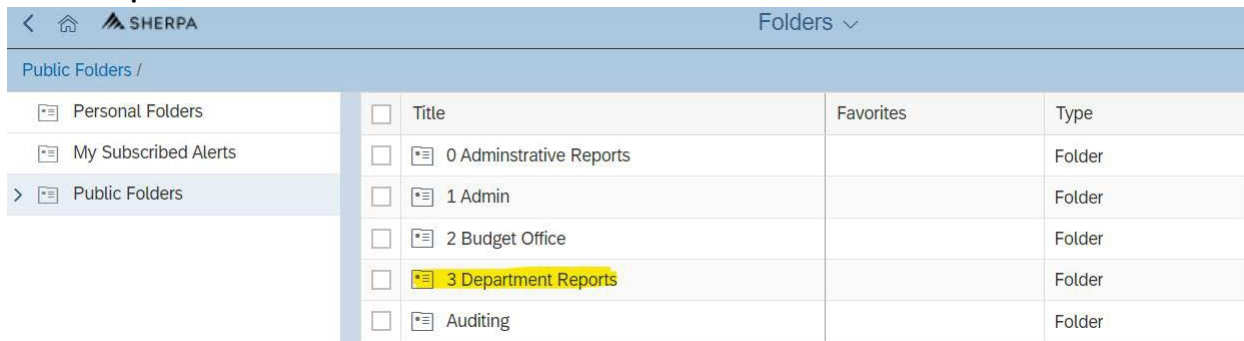 SHERPA
Folders
Public Folders /
Personal Folders
My Subscribed Alerts
Public Folders
Title Favorites Type
0 Adminstrative Reports Folder
1 Admin Folder
2 Budget Office Folder
3 Department Reports Folder
Auditing Folder